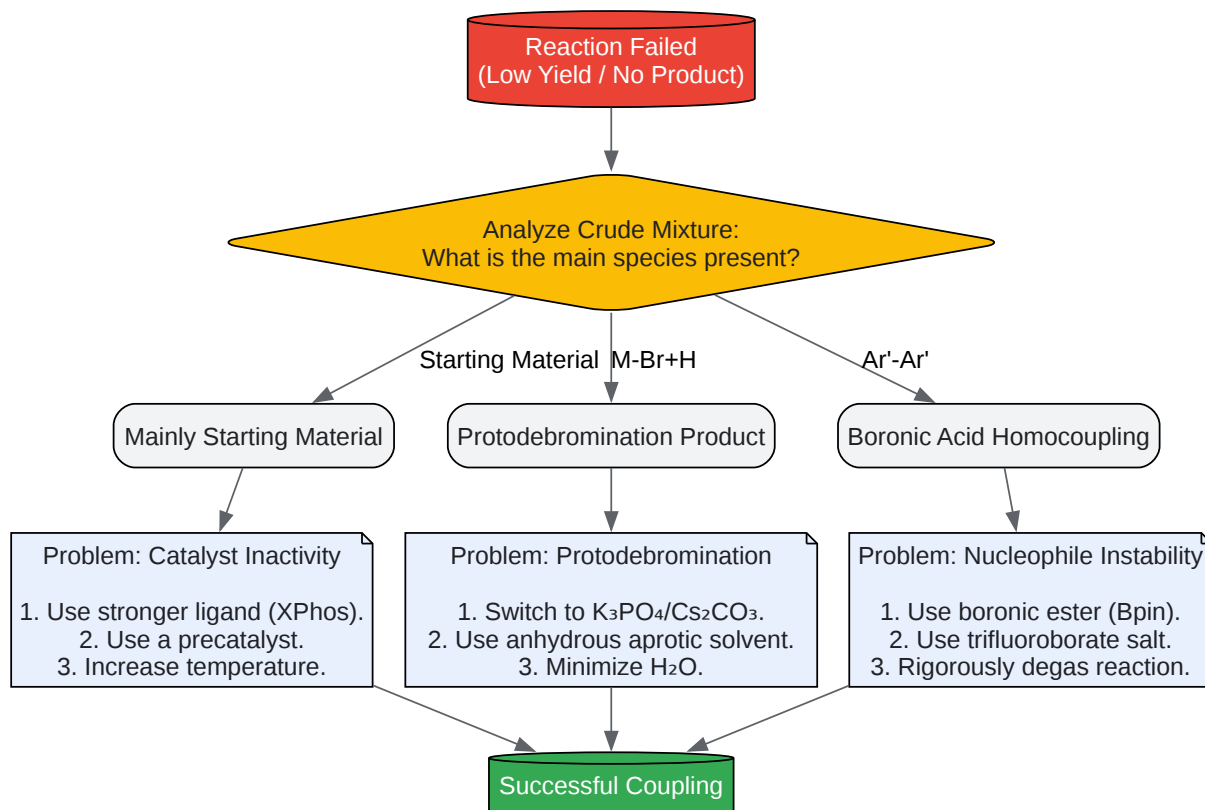 Reaction Failed
(Low Yield / No Product)
Analyze Crude Mixture:
What is the main species present?
Starting Material
M-Br+H
Ar'-Ar'
Mainly Starting Material
Protodebromination Product
Boronic Acid Homocoupling
Problem: Catalyst Inactivity
1. Use stronger ligand (XPhos).
2. Use a precatalyst.
3. Increase temperature.
Problem: Protodebromination
1. Switch to K₃PO₄/Cs₂CO₃.
2. Use anhydrous aprotic solvent.
3. Minimize H₂O.
Problem: Nucleophile Instability
1. Use boronic ester (Bpin).
2. Use trifluoroborate salt.
3. Rigorously degas reaction.
Successful Coupling